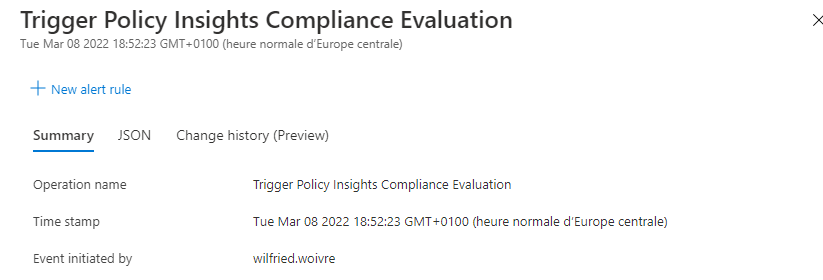 Trigger Policy Insights Compliance Evaluation
Tue Mar 08 2022 18:52:23 GMT+0100 (heure normale d’Europe centrale)
New alert rule
Summary JSON Change history (Preview)
Operation name Trigger Policy Insights Compliance Evaluation
Time stamp Tue Mar 08 2022 18:52:23 GMT+0100 (heure normale d’Europe centrale)
Event initiated by wilfried.woivre